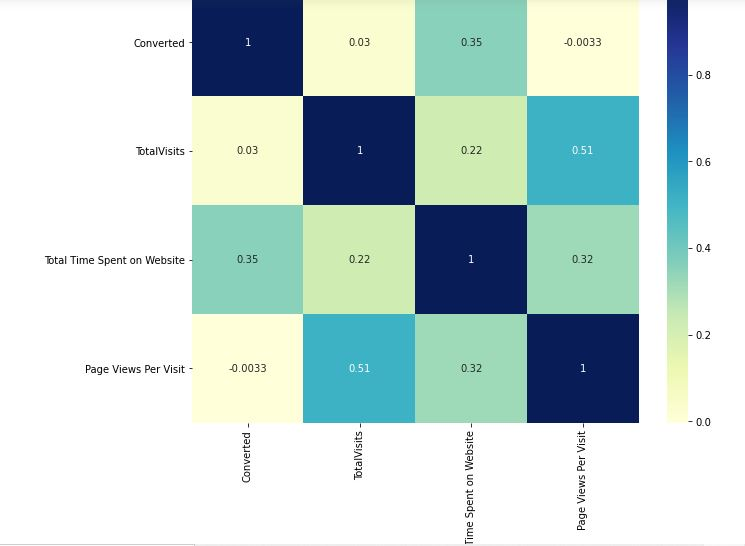 Converted 1 0.03 0.35 -0.0033
0.8
TotalVisits 0.03 1 0.22 0.51
0.6
0.4
Total Time Spent on Website 0.35 0.22 1 0.32
0.2
Page Views Per Visit -0.0033 0.51 0.32 1
0.0
Converted
TotalVisits
Time Spent on Website
Page Views Per Visit